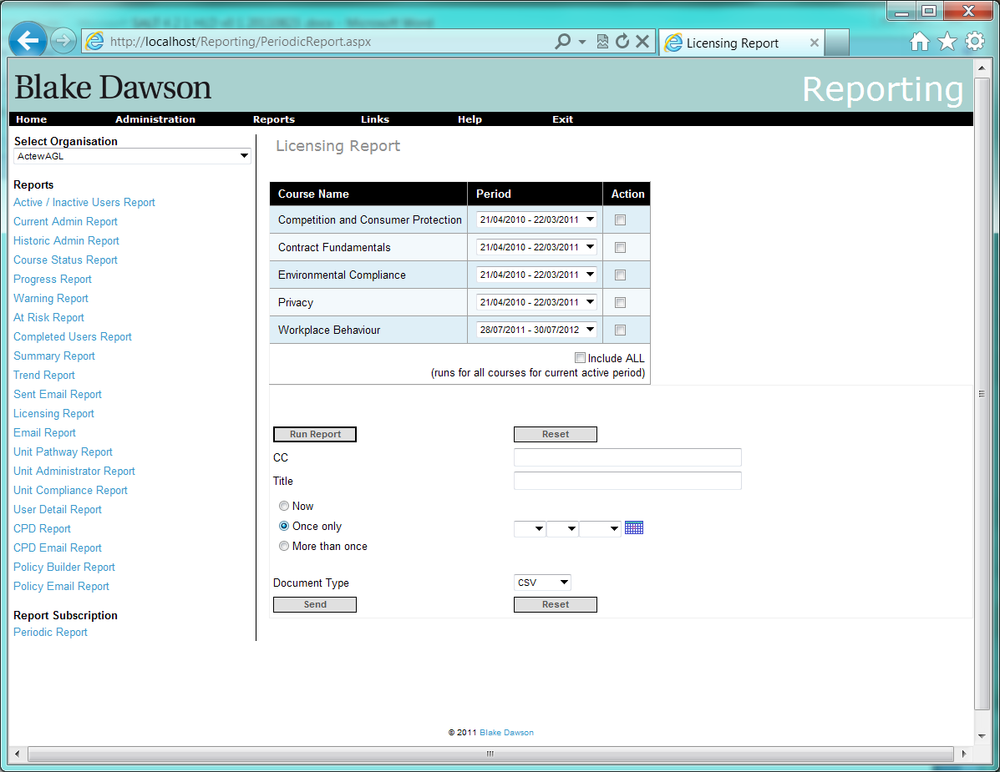 http://localhost/Reporting/PeriodicReport.aspx
Licensing Report
Blake Dawson
Reporting
Home Administration Reports Links Help Exit
Select Organisation
ActewAGL
Reports
Active / Inactive Users Report
Current Admin Report
Historic Admin Report
Course Status Report
Progress Report
Warning Report
At Risk Report
Completed Users Report
Summary Report
Trend Report
Sent Email Report
Licensing Report
Email Report
Unit Pathway Report
Unit Administrator Report
Unit Compliance Report
User Detail Report
CPD Report
CPD Email Report
Policy Builder Report
Policy Email Report
Report Subscription
Periodic Report
Licensing Report
Course Name Period Action
Competition and Consumer Protection 21/04/2010 - 22/03/2011
Contract Fundamentals 21/04/2010 - 22/03/2011
Environmental Compliance 21/04/2010 - 22/03/2011
Privacy 21/04/2010 - 22/03/2011
Workplace Behaviour 28/07/2011 - 30/07/2012
Include ALL
(runs for all courses for current active period)
Run Report Reset
CC
Title
Now
Once only
More than once
Document Type CSV
Send Reset
© 2011 Blake Dawson